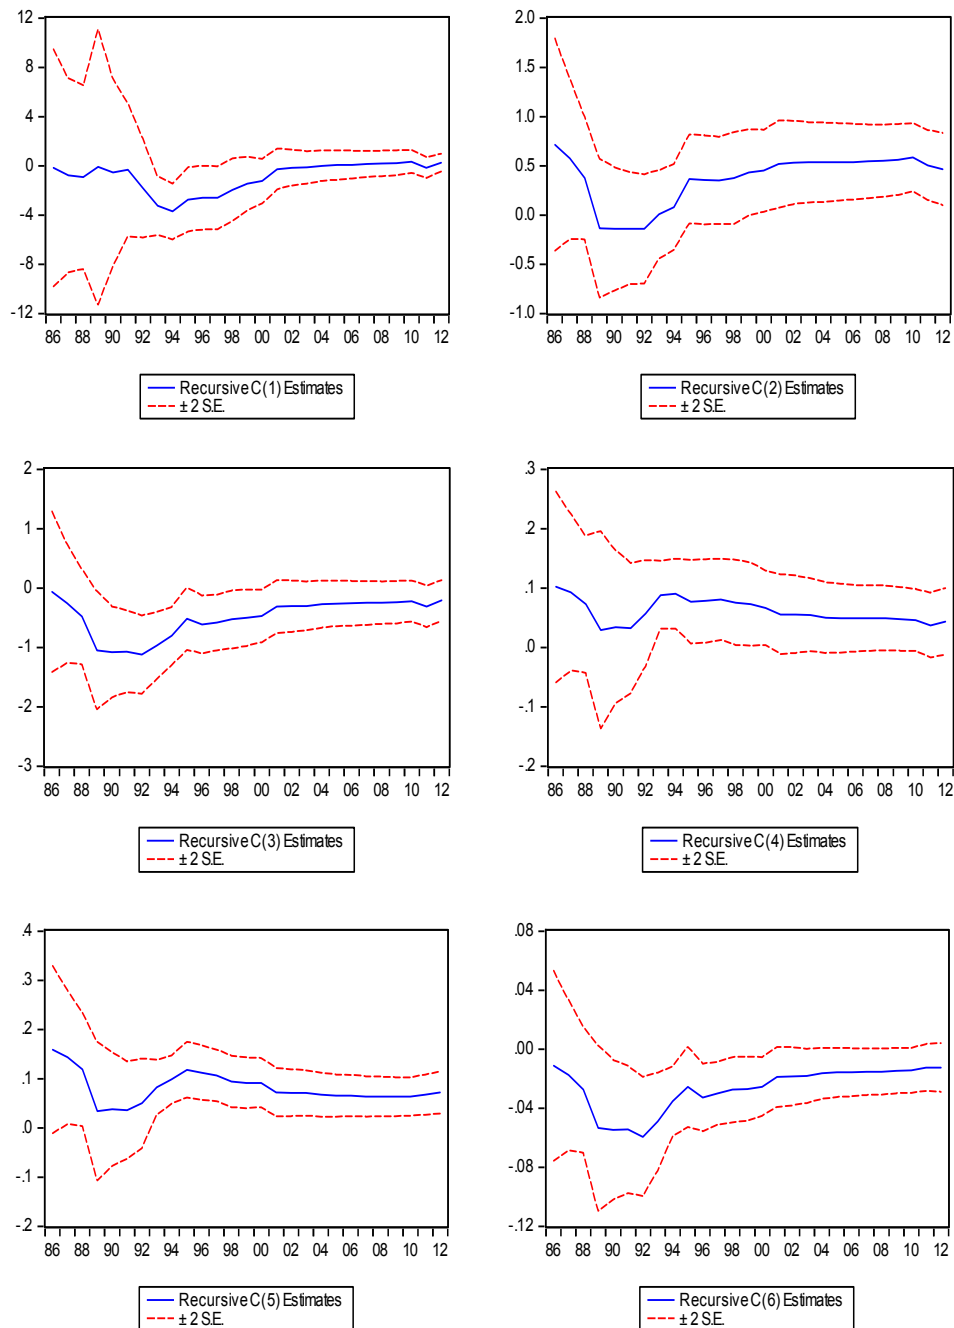 12
8
4
0
-4
-8
-12
86 88 90 92 94 96 98 00 02 04 06 08 10 12
Recursive C(1) Estimates
± 2 S.E.
2.0
1.5
1.0
0.5
0.0
-0.5
-1.0
86 88 90 92 94 96 98 00 02 04 06 08 10 12
Recursive C(2) Estimates
± 2 S.E.
2
1
0
-1
-2
-3
86 88 90 92 94 96 98 00 02 04 06 08 10 12
Recursive C(3) Estimates
± 2 S.E.
.3
.2
.1
.0
-.1
-.2
86 88 90 92 94 96 98 00 02 04 06 08 10 12
Recursive C(4) Estimates
± 2 S.E.
.4
.3
.2
.1
.0
-.1
-.2
86 88 90 92 94 96 98 00 02 04 06 08 10 12
Recursive C(5) Estimates
± 2 S.E.
.08
.04
.00
-.04
-.08
-.12
86 88 90 92 94 96 98 00 02 04 06 08 10 12
Recursive C(6) Estimates
± 2 S.E.